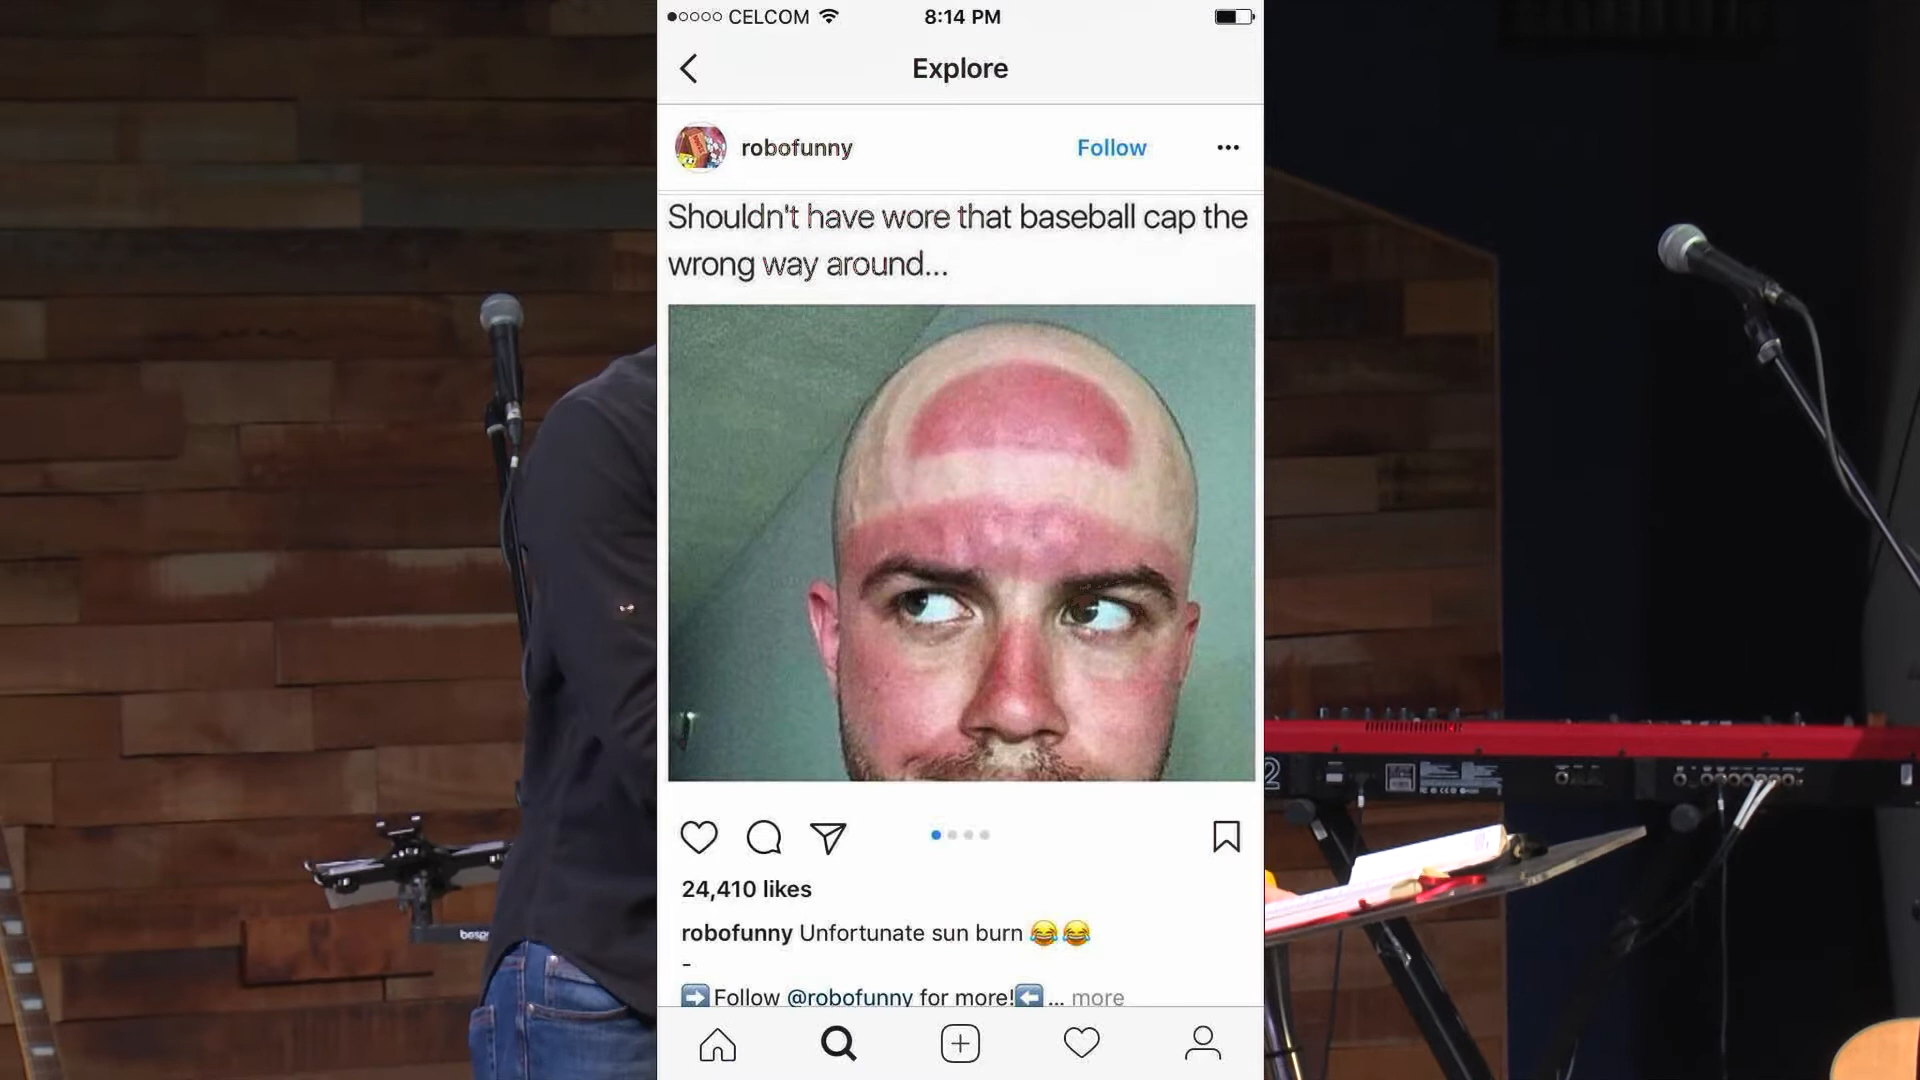 CELCOM
8:14 PM
Explore
robofunny
Follow
Shouldn't have wore that baseball cap the
wrong way around...
24,410 likes
robofunny Unfortunate sun burn 😂😂
-
➡️Follow @robofunny for more!⬅️ ... more
2